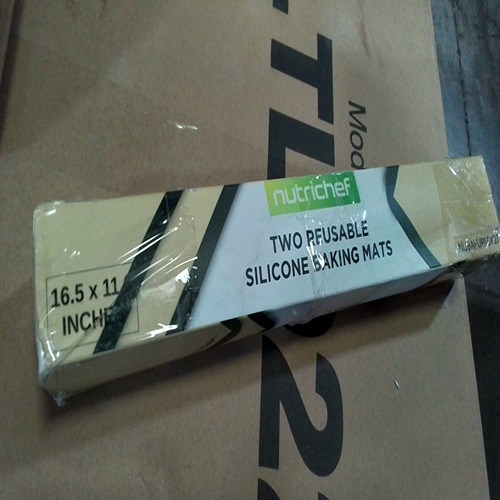 nutrichef
TWO REUSABLE
SILICONE BAKING MATS
16.5 x 11
INCHES